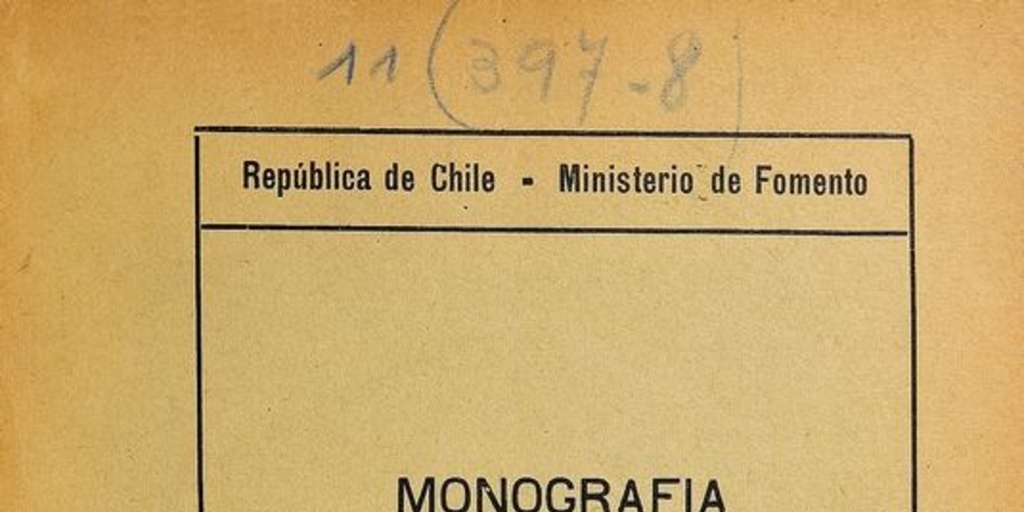 11 (397-8)
República de Chile - Ministerio de Fomento
MONOGRAFIA